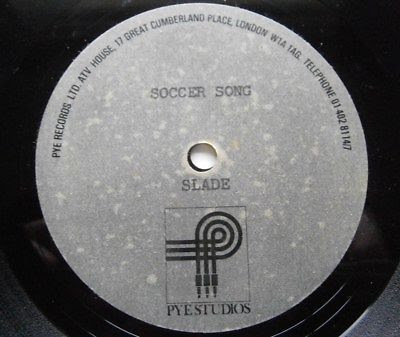 PYE RECORDS LTD. ATV HOUSE, 17 GREAT CUMBERLAND PLACE, LONDON W1A 1AG. TELEPHONE 01 402 8114/7
SOCCER SONG
SLADE
PYE STUDIOS